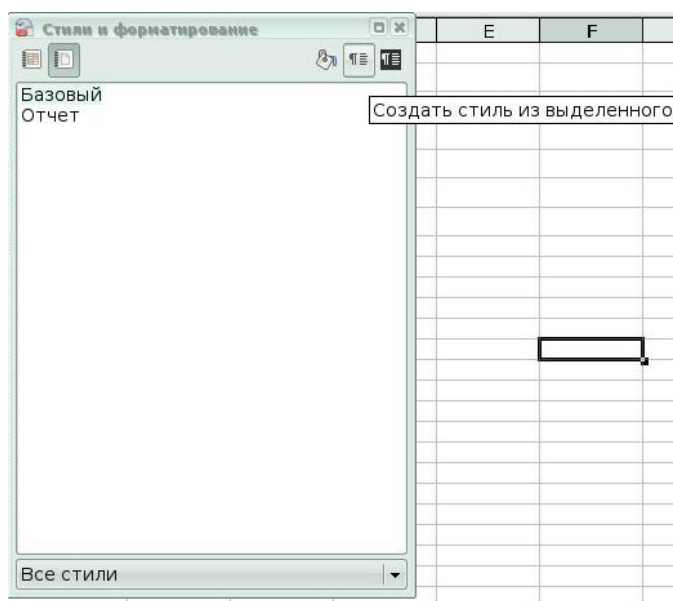 Стили и форматирование
E F
Базовый
Отчет
Создать стиль из выделенного
Все стили